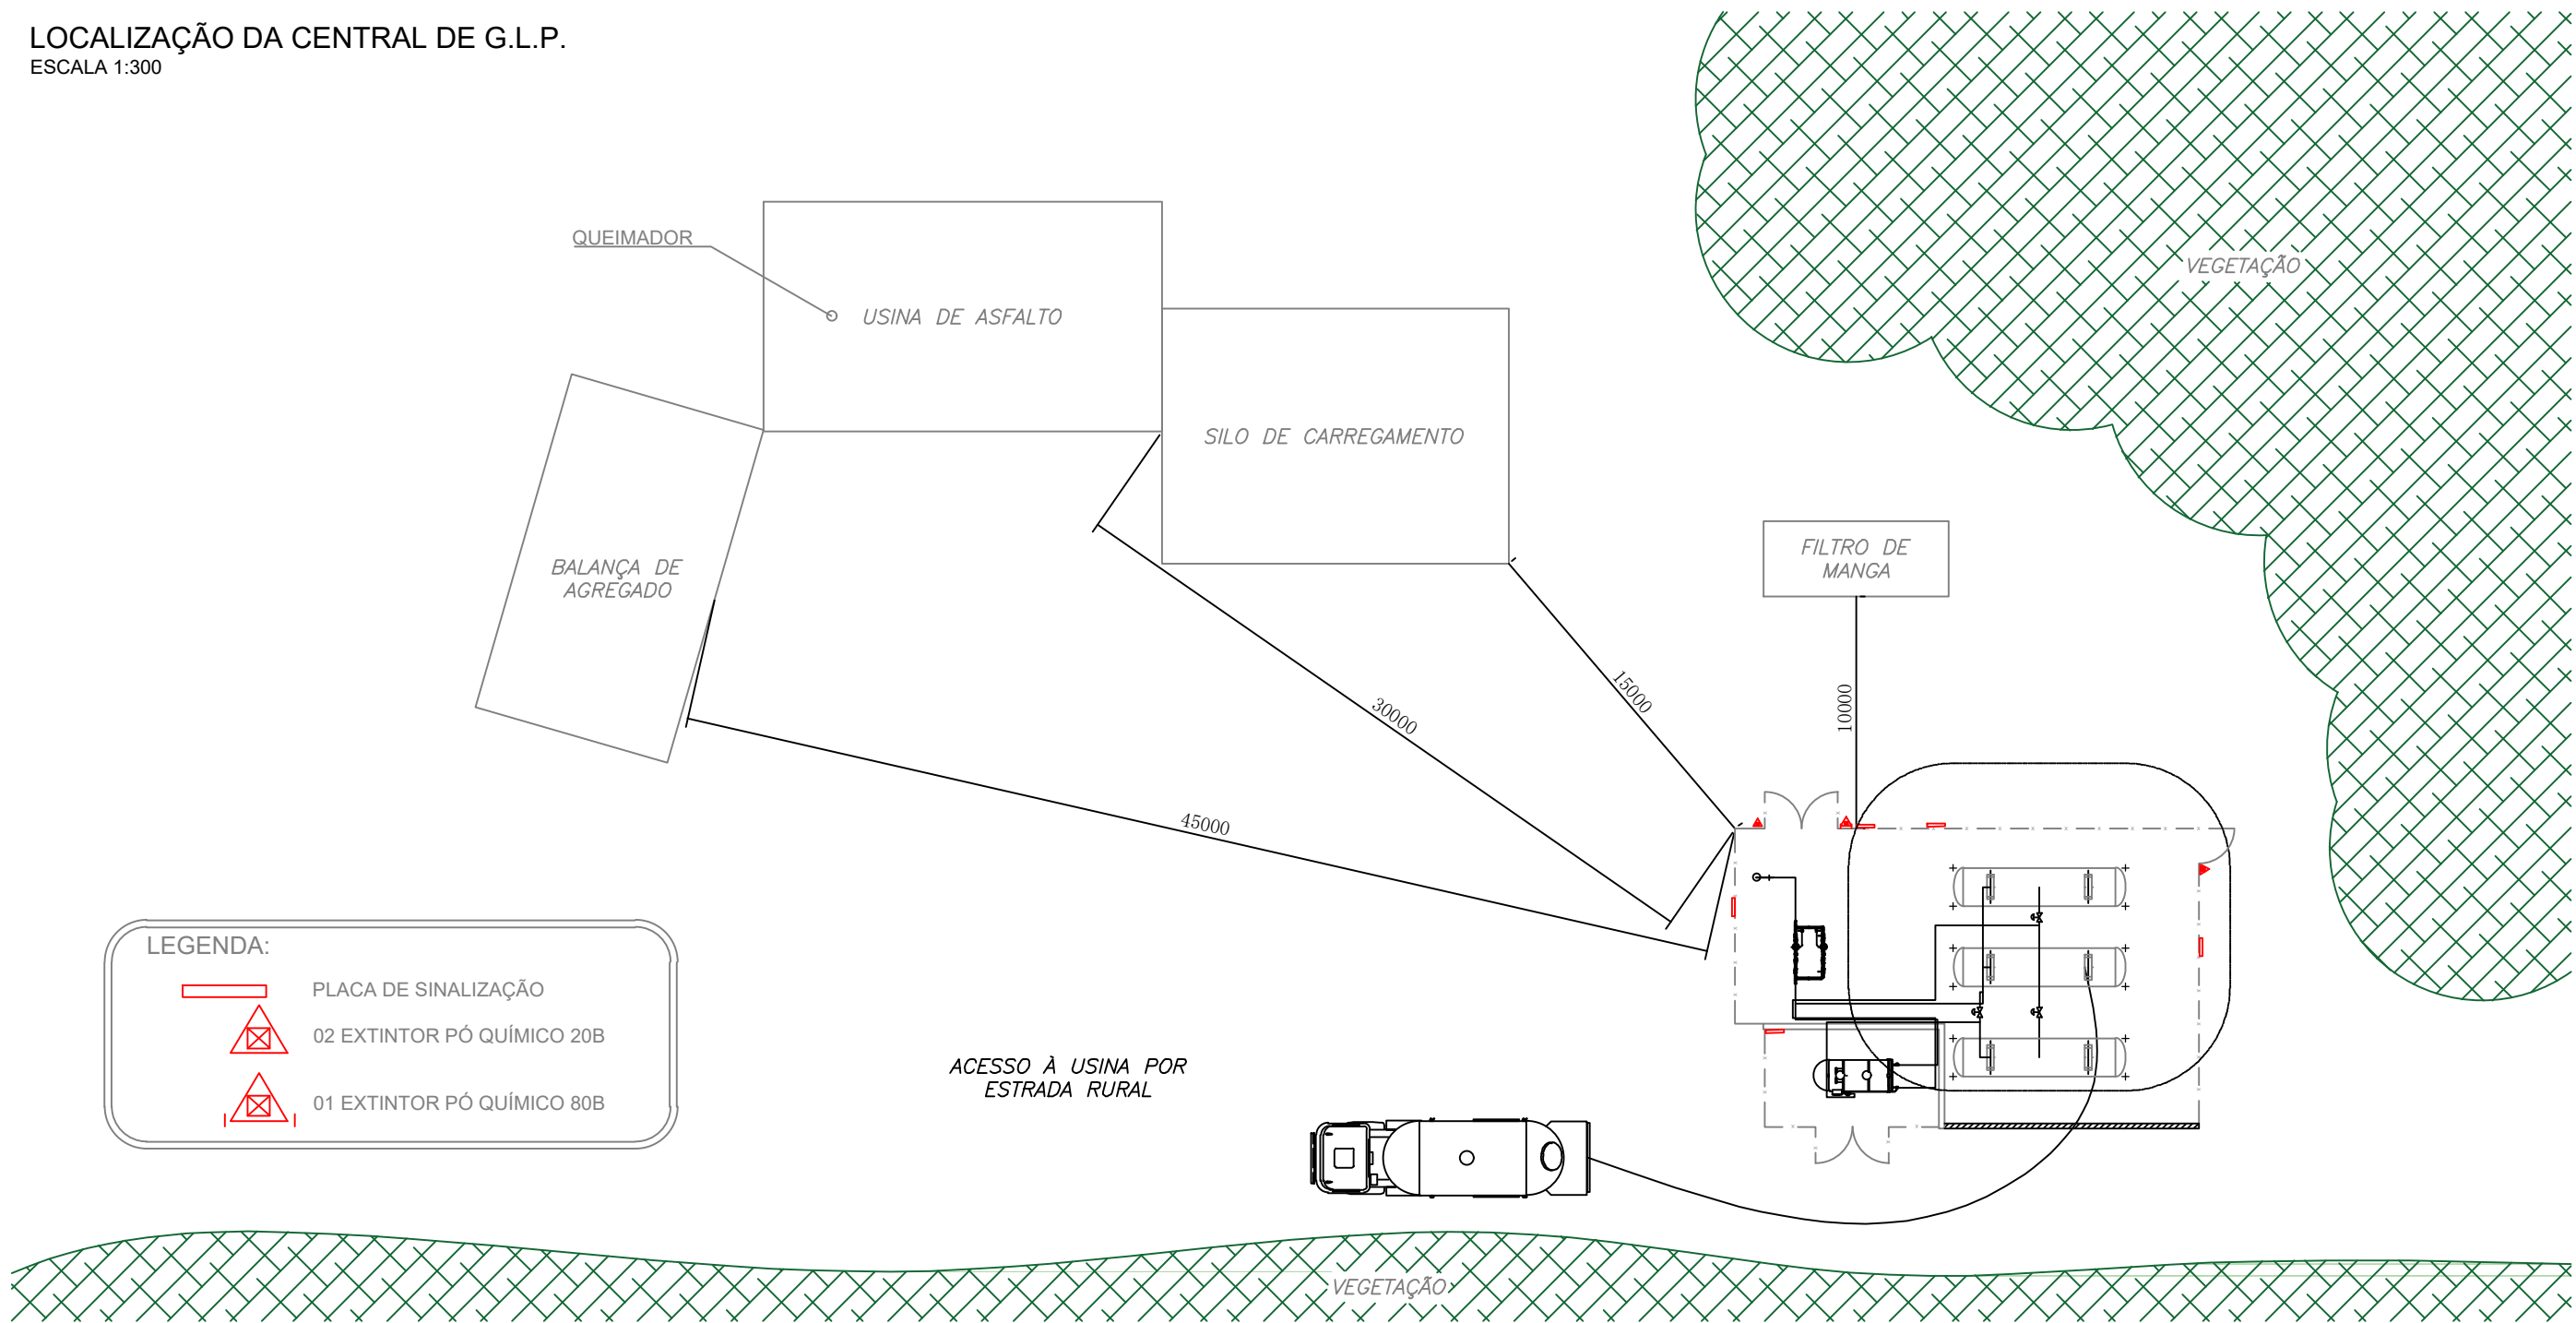 LOCALIZAÇÃO DA CENTRAL DE G.L.P.
ESCALA 1:300
QUEIMADOR
USINA DE ASFALTO
SILO DE CARREGAMENTO
BALANÇA DE
AGREGADO
FILTRO DE
MANGA
VEGETAÇÃO
15000
30000
10000
45000
LEGENDA:
PLACA DE SINALIZAÇÃO
02 EXTINTOR PÓ QUÍMICO 20B
01 EXTINTOR PÓ QUÍMICO 80B
ACESSO À USINA POR
ESTRADA RURAL
VEGETAÇÃO